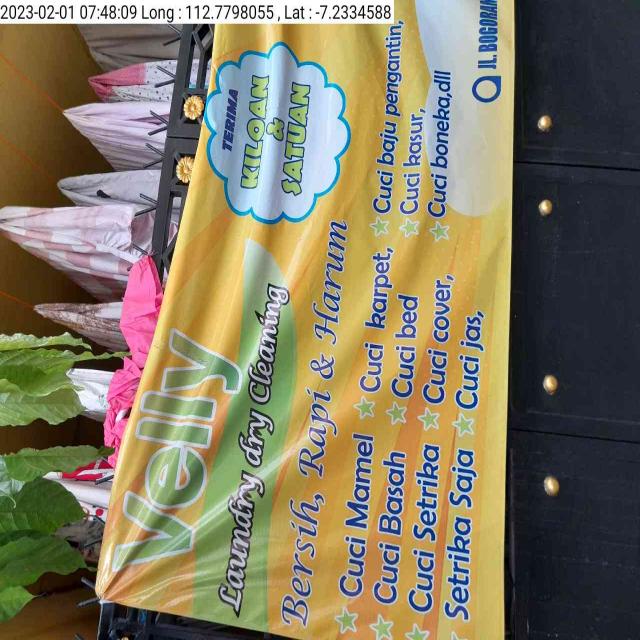 2023-02-01 07:48:09 Long : 112.7798055 , Lat : -7.2334588
Velly
Laundry dry Cleaning
TERIMA
KILOAN
&
SATUAN
Bersih, Rapi & Harum
Cuci Mamel
Cuci Basah
Cuci Setrika
Setrika Saja
Cuci karpet,
Cuci bed
Cuci cover,
Cuci jas,
Cuci baju pengantin,
Cuci kasur,
Cuci boneka,dll
JL. BOGORAN